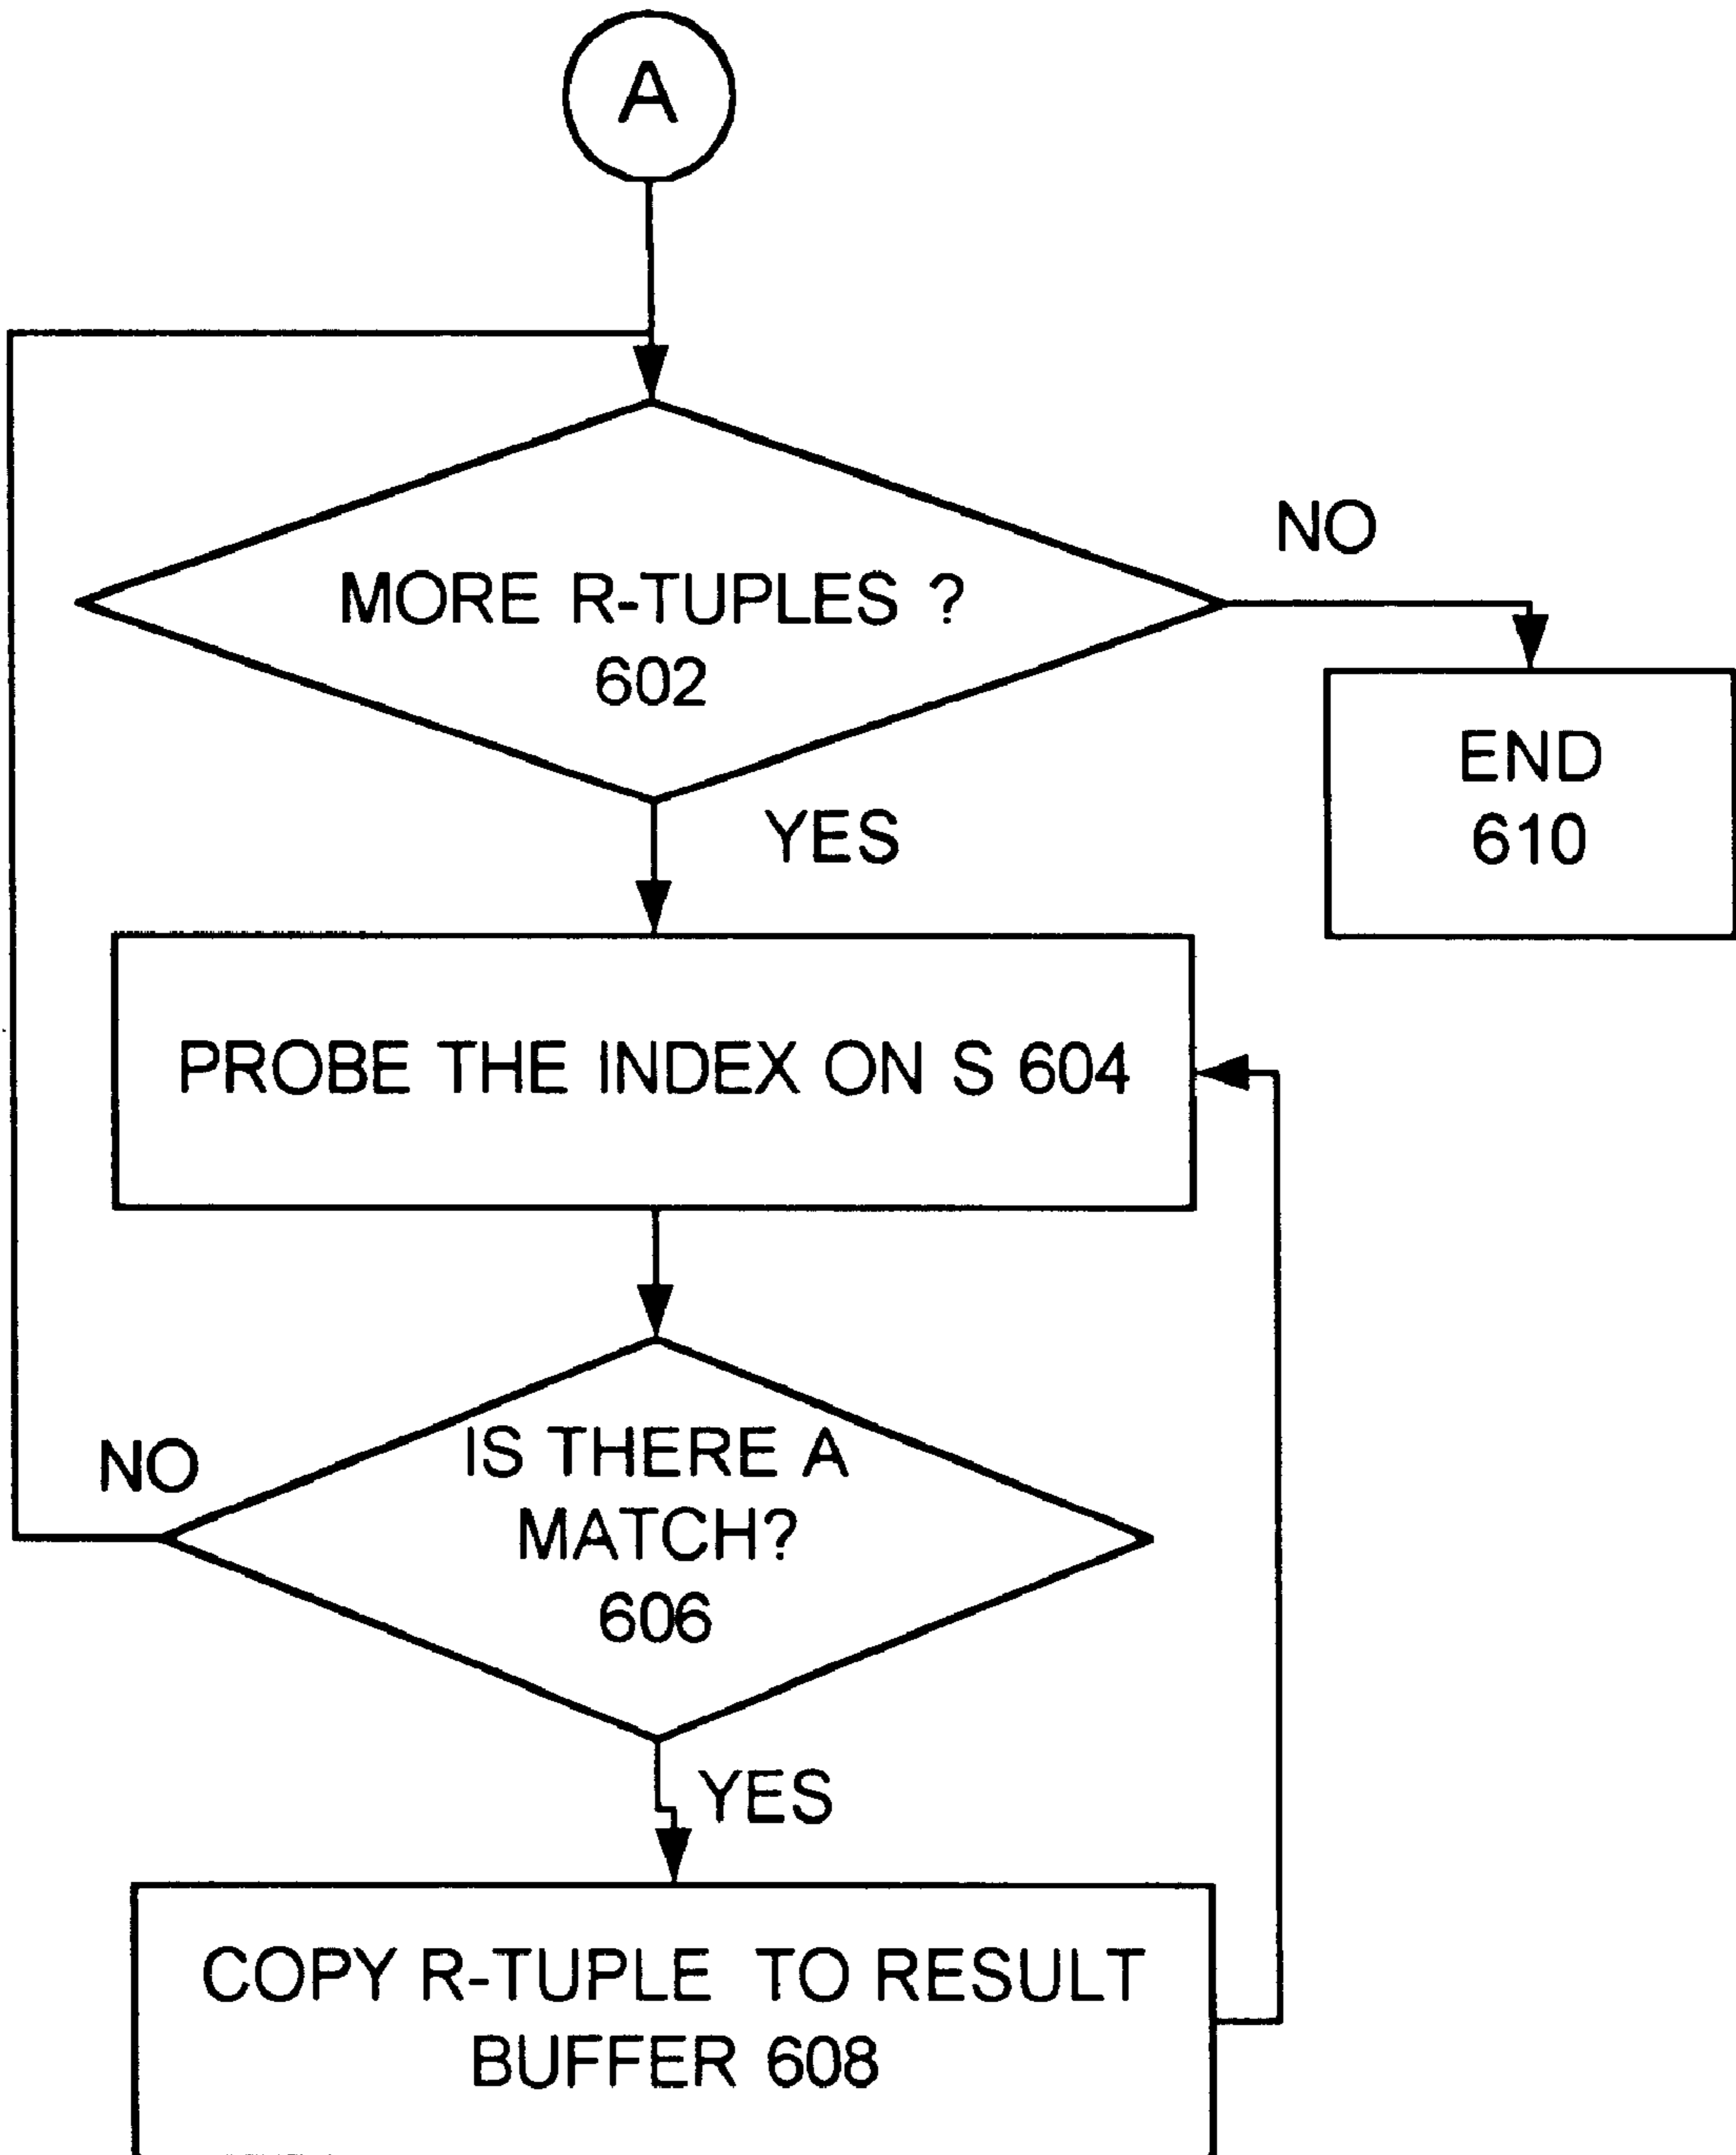 A
MORE R-TUPLES ?
602
NO
YES
END
610
PROBE THE INDEX ON S 604
IS THERE A
MATCH?
606
NO
YES
COPY R-TUPLE TO RESULT
BUFFER 608